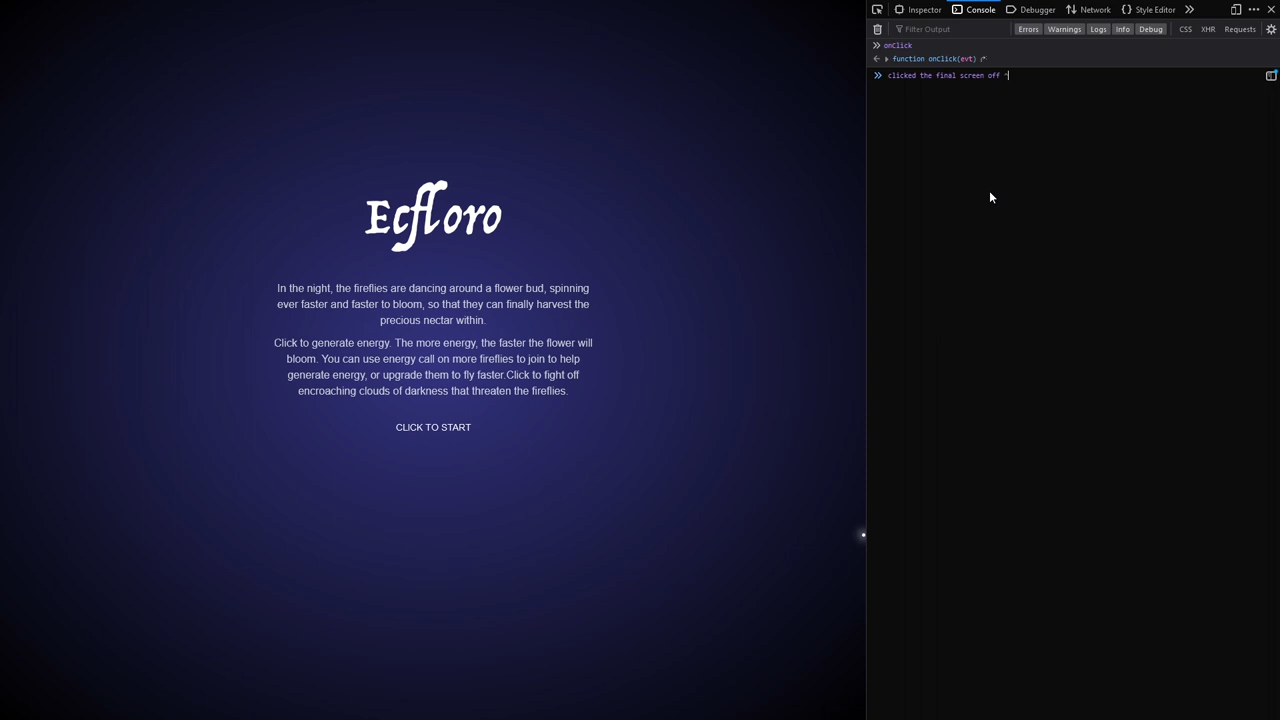 Inspector Console Debugger Network Style Editor
Filter Output Errors Warnings Logs Info Debug CSS XHR Requests
onClick
function onClick(evt)
clicked the final screen off ^
Ecfloro
In the night, the fireflies are dancing around a flower bud, spinning
ever faster and faster to bloom, so that they can finally harvest the
precious nectar within.
Click to generate energy. The more energy, the faster the flower will
bloom. You can use energy call on more fireflies to join to help
generate energy, or upgrade them to fly faster.Click to fight off
encroaching clouds of darkness that threaten the fireflies.
CLICK TO START